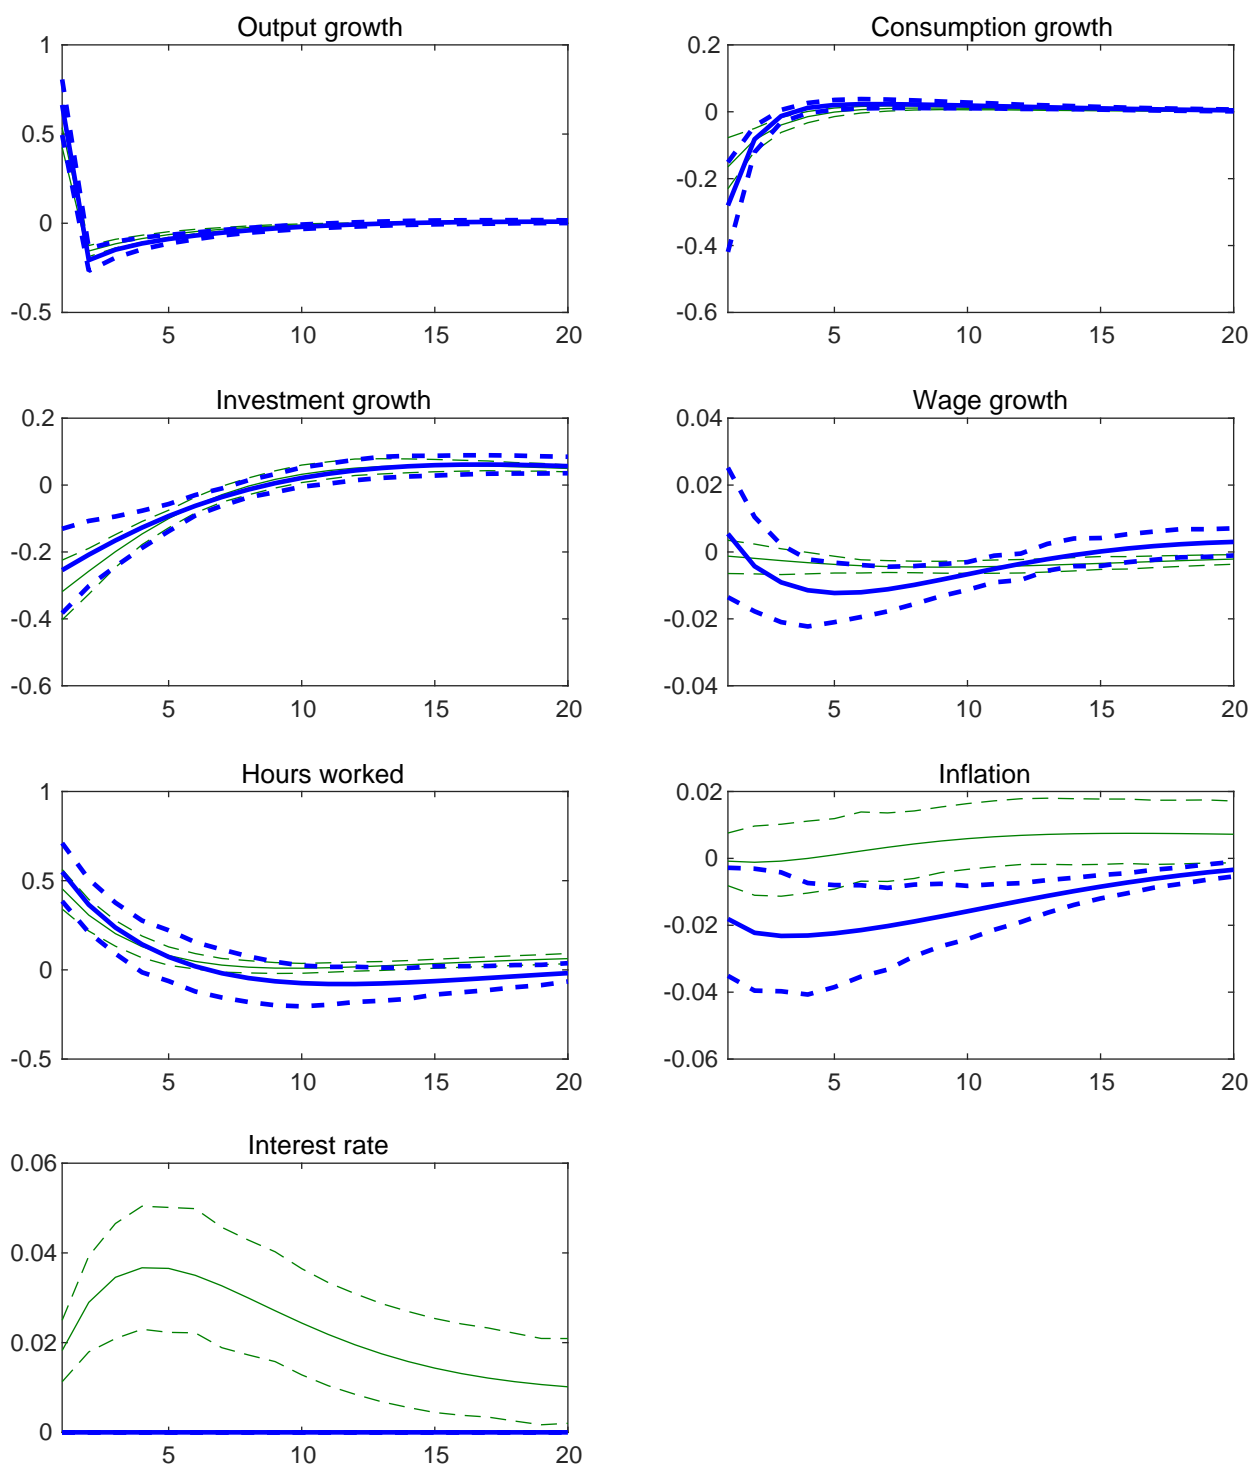 Output growth
1
0.5
0
-0.5
5 10 15 20
Consumption growth
0.2
0
-0.2
-0.4
-0.6
5 10 15 20
Investment growth
0.2
0
-0.2
-0.4
-0.6
5 10 15 20
Wage growth
0.04
0.02
0
-0.02
-0.04
5 10 15 20
Hours worked
1
0.5
0
-0.5
5 10 15 20
Inflation
0.02
0
-0.02
-0.04
-0.06
5 10 15 20
Interest rate
0.06
0.04
0.02
0
5 10 15 20